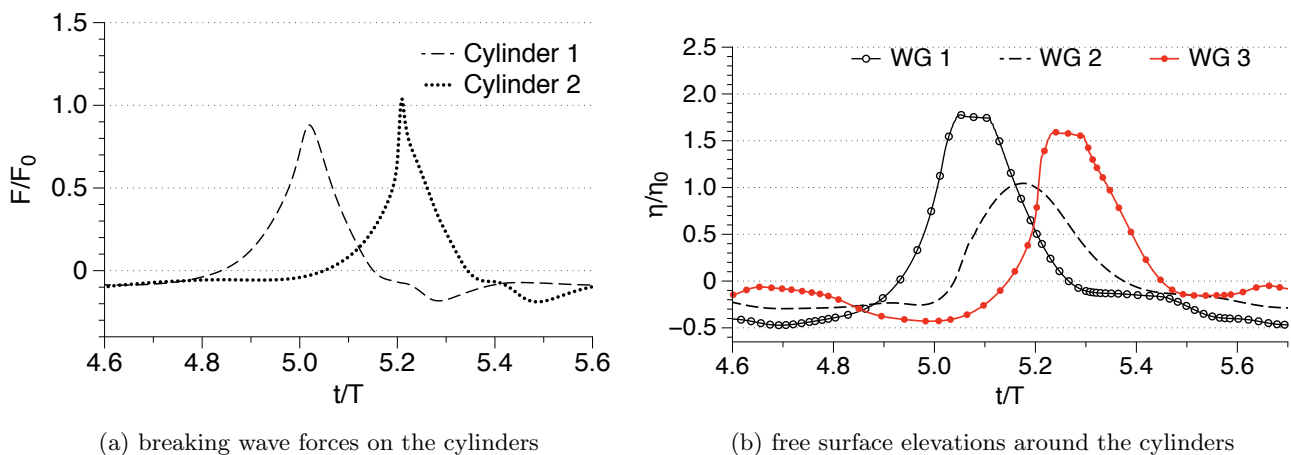 1.5
1.0
0.5
0
F/F0
Cylinder 1
Cylinder 2
4.6 4.8 5.0 5.2 5.4 5.6
t/T
(a) breaking wave forces on the cylinders
2.5
2.0
1.5
1.0
0.5
0
−0.5
η/η0
WG 1 WG 2 WG 3
4.6 4.8 5.0 5.2 5.4 5.6
t/T
(b) free surface elevations around the cylinders